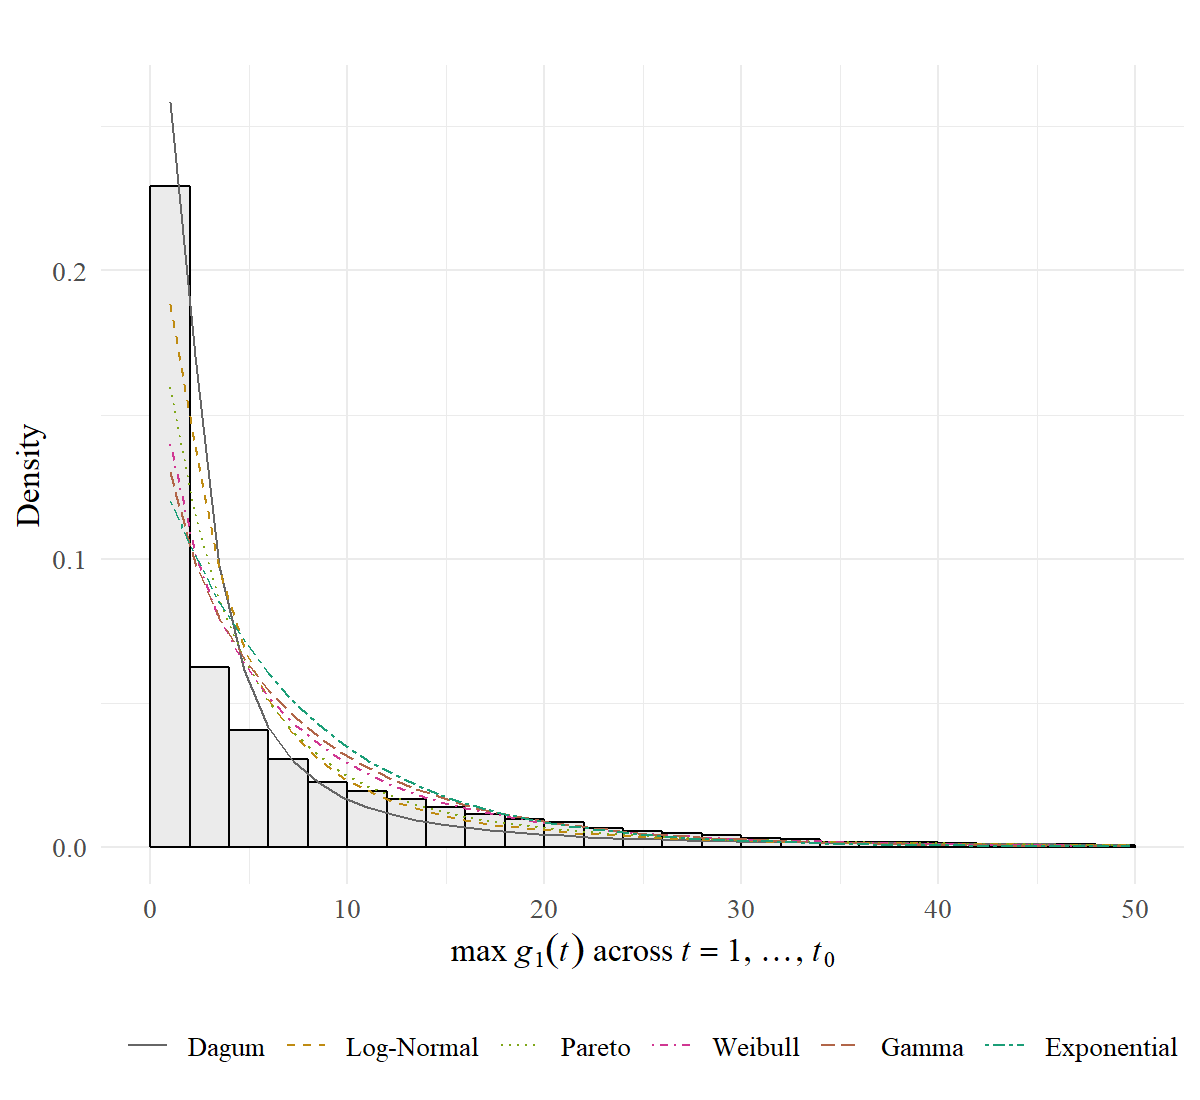 Density
0.2
0.1
0.0
0 10 20 30 40 50
max g₁(t) across t = 1, …, t₀
Dagum Log-Normal Pareto Weibull Gamma Exponential